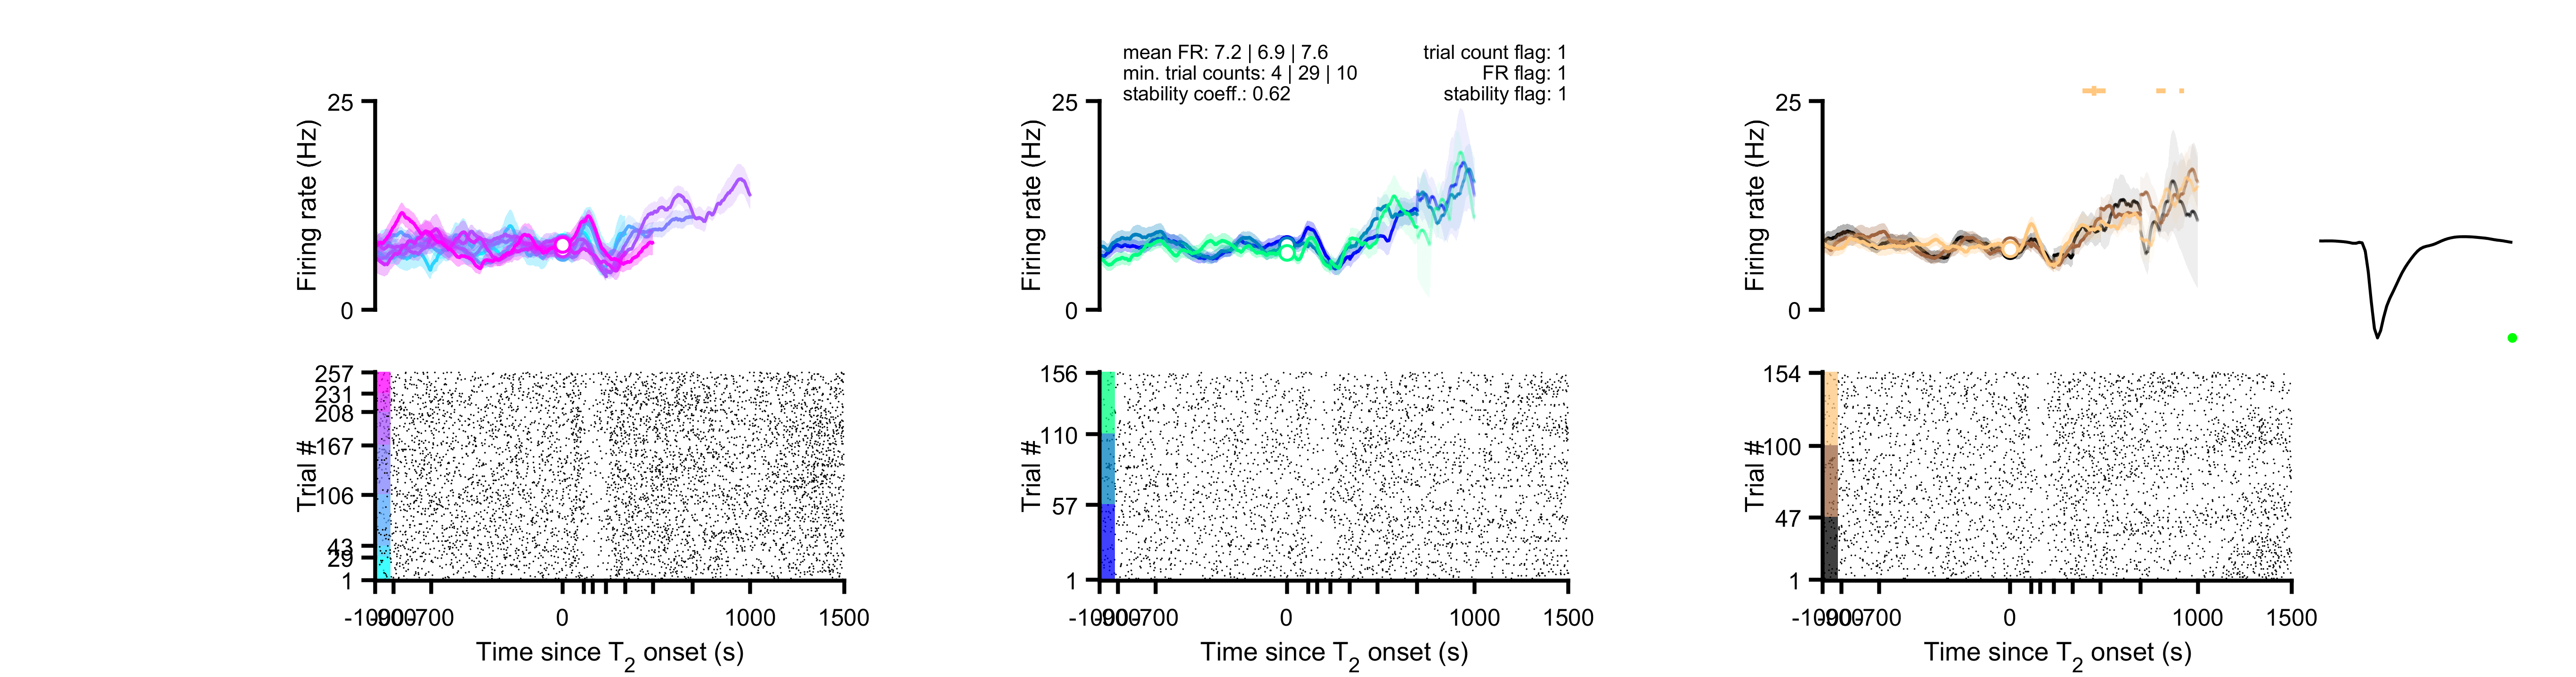 mean FR: 7.2 | 6.9 | 7.6
min. trial counts: 4 | 29 | 10
stability coeff.: 0.62
trial count flag: 1
FR flag: 1
stability flag: 1
25
Firing rate (Hz)
0
25
Firing rate (Hz)
0
25
Firing rate (Hz)
0
257
231
208
167
106
43
29
1
Trial #
0
1000
1500
Time since T2 onset (s)
156
110
57
1
Trial #
0
1000
1500
Time since T2 onset (s)
154
100
47
1
Trial #
0
1000
1500
Time since T2 onset (s)